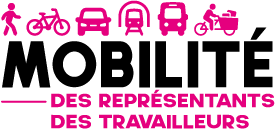 MOBILITÉ
DES REPRÉSENTANTS
DES TRAVAILLEURS